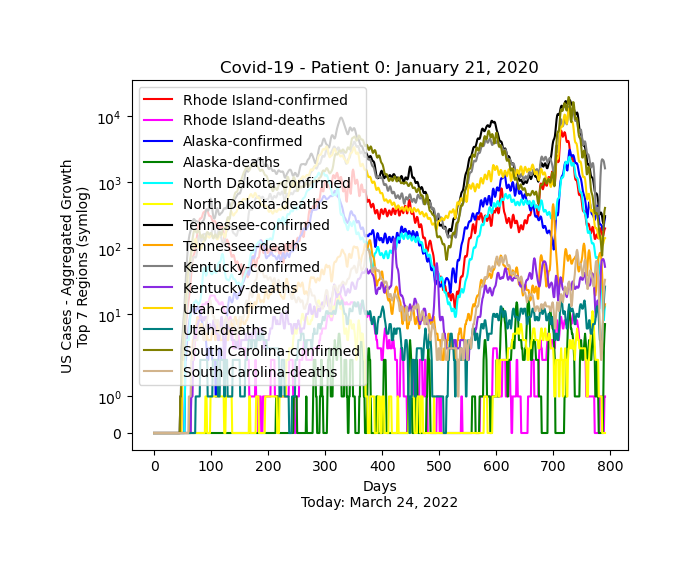 Covid-19 - Patient 0: January 21, 2020
US Cases - Aggregated Growth
Top 7 Regions (symlog)
10^4
10^3
10^2
10^1
10^0
0
Rhode Island-confirmed
Rhode Island-deaths
Alaska-confirmed
Alaska-deaths
North Dakota-confirmed
North Dakota-deaths
Tennessee-confirmed
Tennessee-deaths
Kentucky-confirmed
Kentucky-deaths
Utah-confirmed
Utah-deaths
South Carolina-confirmed
South Carolina-deaths
0 100 200 300 400 500 600 700 800
Days
Today: March 24, 2022